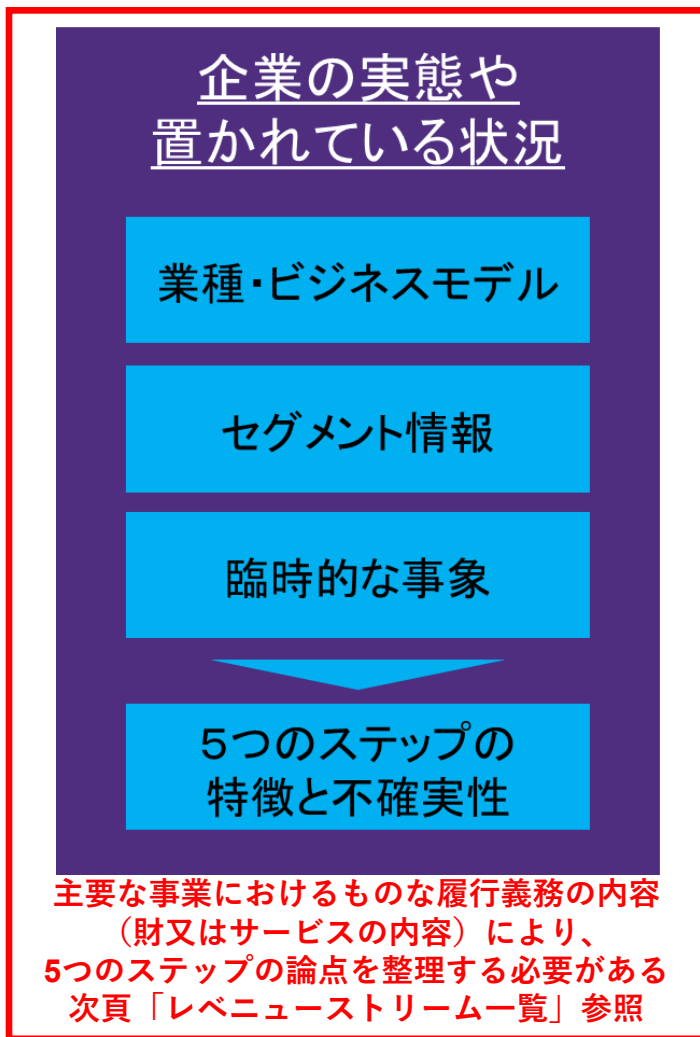 企業の実態や
置かれている状況
業種・ビジネスモデル
セグメント情報
臨時的な事象
５つのステップの
特徴と不確実性
主要な事業におけるものな履行義務の内容
（財又はサービスの内容）により、
5つのステップの論点を整理する必要がある
次頁「レベニューストリーム一覧」参照